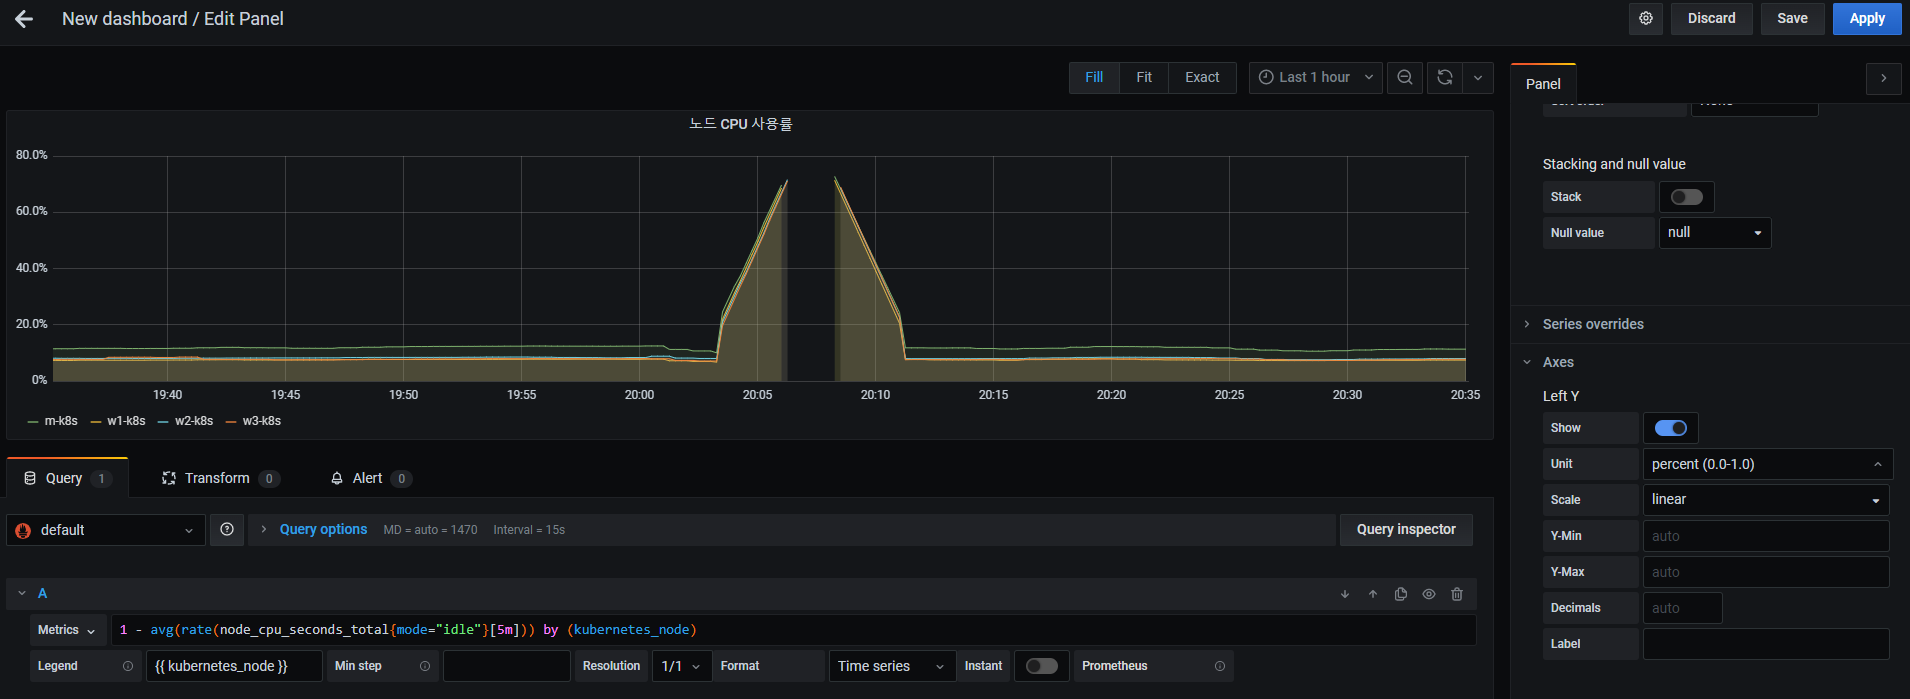 New dashboard / Edit Panel
Discard
Save
Apply
Fill
Fit
Exact
Last 1 hour
Panel
노드 CPU 사용률
80.0%
60.0%
40.0%
20.0%
0%
19:40
19:45
19:50
19:55
20:00
20:05
20:10
20:15
20:20
20:25
20:30
20:35
m-k8s
w1-k8s
w2-k8s
w3-k8s
Query 1
Transform 0
Alert 0
default
Query options
MD = auto = 1470
Interval = 15s
Query inspector
A
Metrics
1 - avg(rate(node_cpu_seconds_total{mode="idle"}[5m])) by (kubernetes_node)
Legend
{{ kubernetes_node }}
Min step
Resolution
1/1
Format
Time series
Instant
Prometheus
Stacking and null value
Stack
Null value
null
Series overrides
Axes
Left Y
Show
Unit
percent (0.0-1.0)
Scale
linear
Y-Min
auto
Y-Max
auto
Decimals
auto
Label